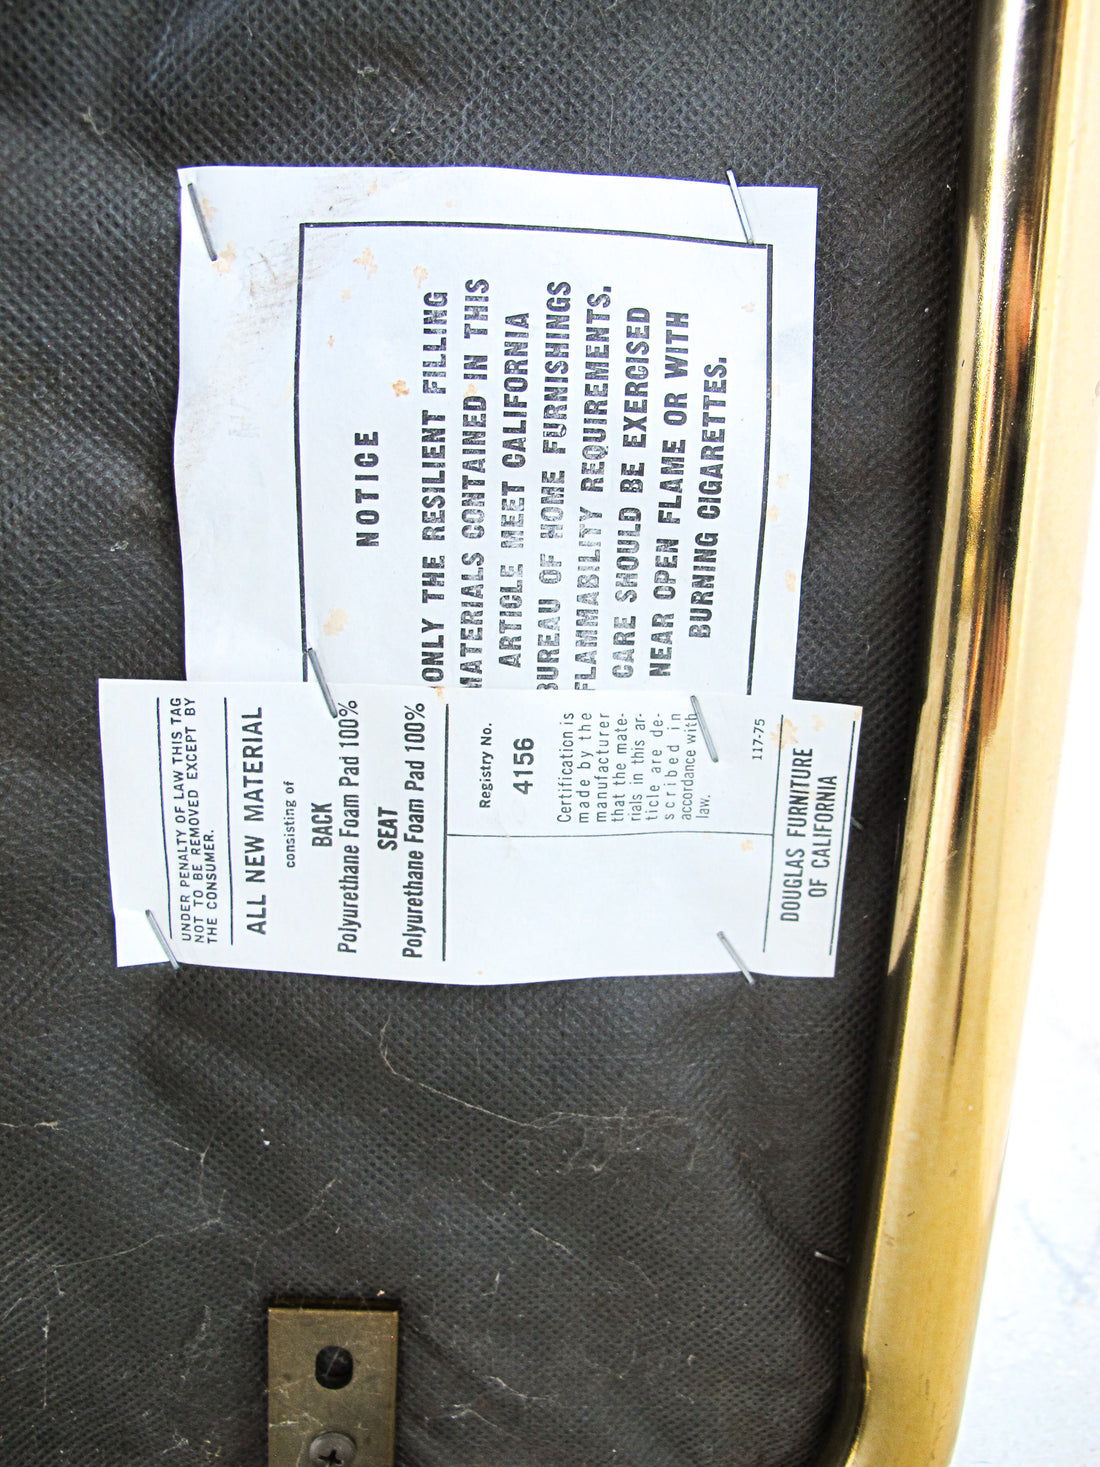 NOTICE
ONLY THE RESILIENT FILLING
MATERIALS CONTAINED IN THIS
ARTICLE MEET CALIFORNIA
BUREAU OF HOME FURNISHINGS
FLAMMABILITY REQUIREMENTS.
CARE SHOULD BE EXERCISED
NEAR OPEN FLAME OR WITH
BURNING CIGARETTES.
UNDER PENALTY OF LAW THIS TAG
NOT TO BE REMOVED EXCEPT BY
THE CONSUMER.
ALL NEW MATERIAL
consisting of
BACK
Polyurethane Foam Pad 100%
SEAT
Polyurethane Foam Pad 100%
Registry No.
4156
Certification is
made by the
manufacturer
that the mate-
rials in this ar-
ticle are de-
scribed in
accordance with
law.
117-75
DOUGLAS FURNITURE
OF CALIFORNIA